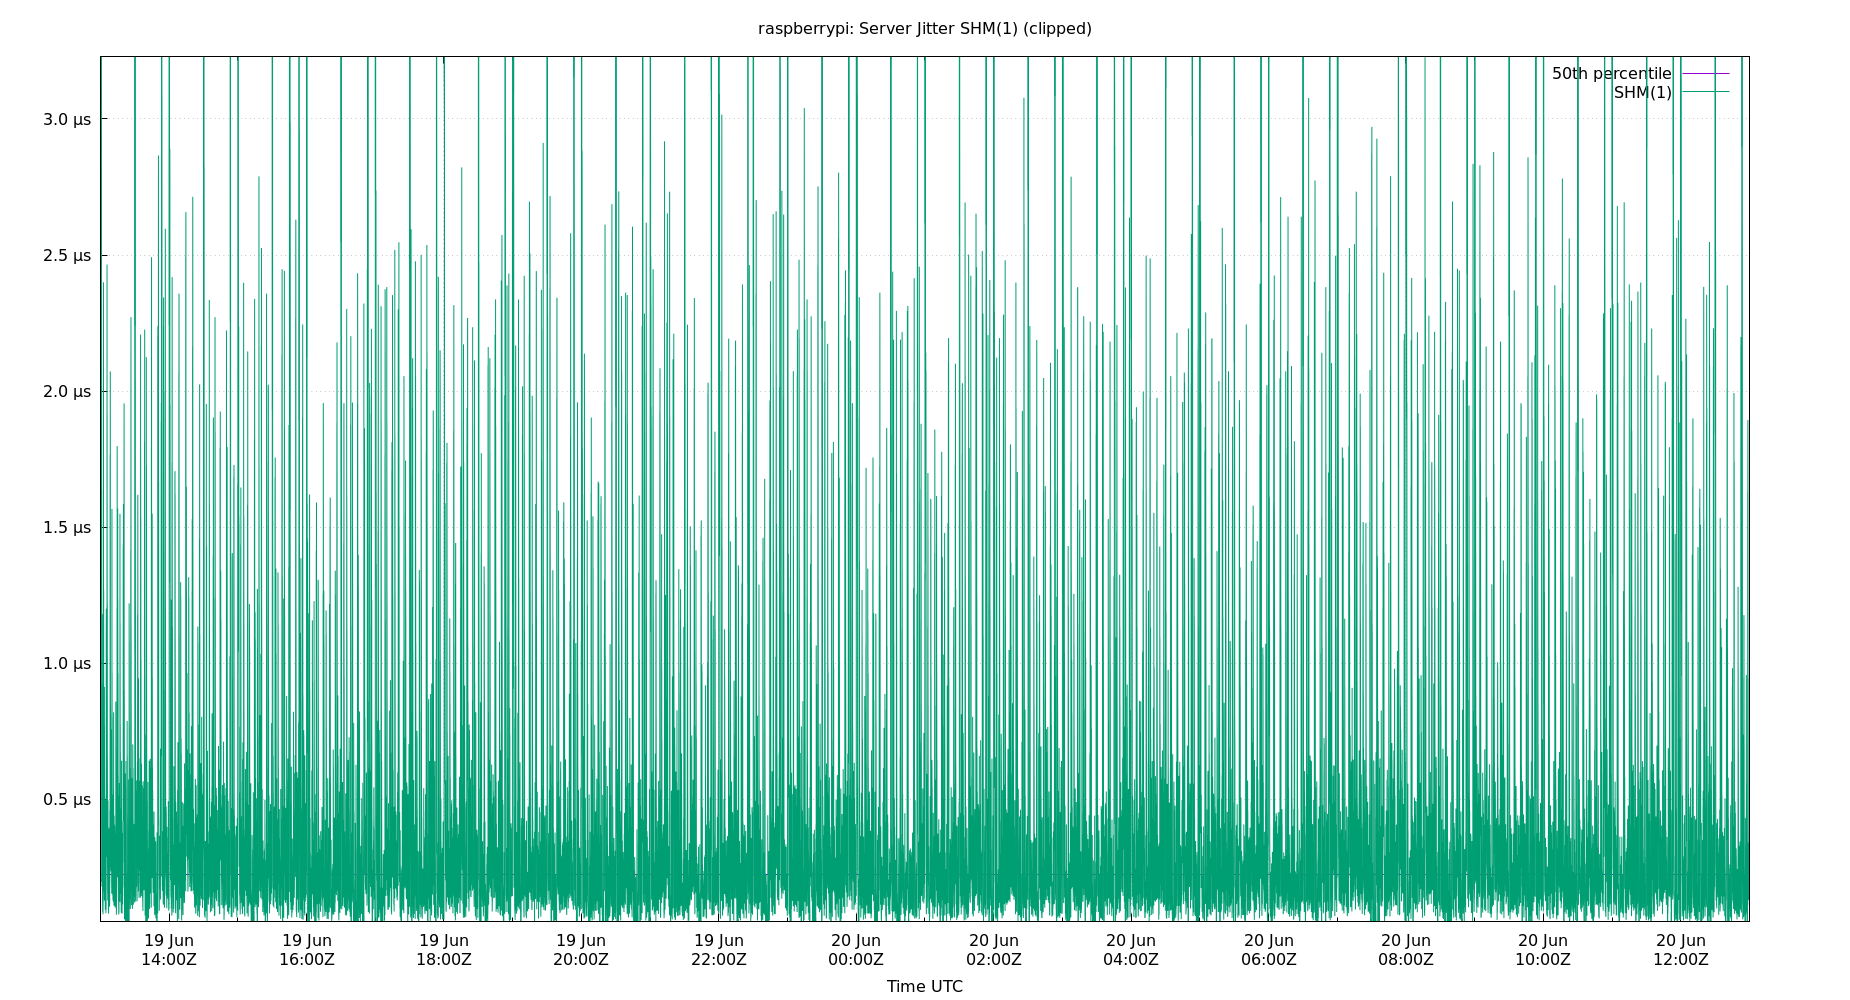 raspberrypi: Server Jitter SHM(1) (clipped)
50th percentile
SHM(1)
3.0 µs
2.5 µs
2.0 µs
1.5 µs
1.0 µs
0.5 µs
19 Jun 19 Jun 19 Jun 19 Jun 19 Jun 20 Jun 20 Jun 20 Jun 20 Jun 20 Jun 20 Jun 20 Jun
14:00Z 16:00Z 18:00Z 20:00Z 22:00Z 00:00Z 02:00Z 04:00Z 06:00Z 08:00Z 10:00Z 12:00Z
Time UTC